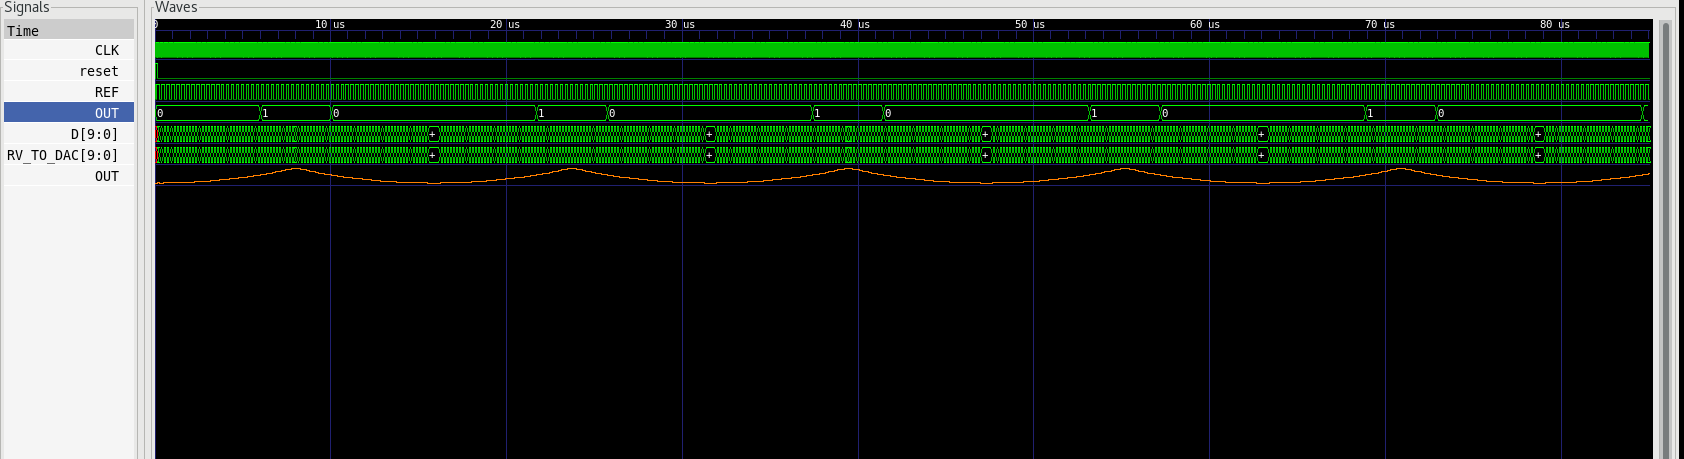 Signals Waves
Time 0 10 us 20 us 30 us 40 us 50 us 60 us 70 us 80 us
CLK
reset
REF
OUT 0 1 0 1 0 1 0 1 0 1 0
D[9:0] + + + + +
RV_TO_DAC[9:0] + + + + +
OUT